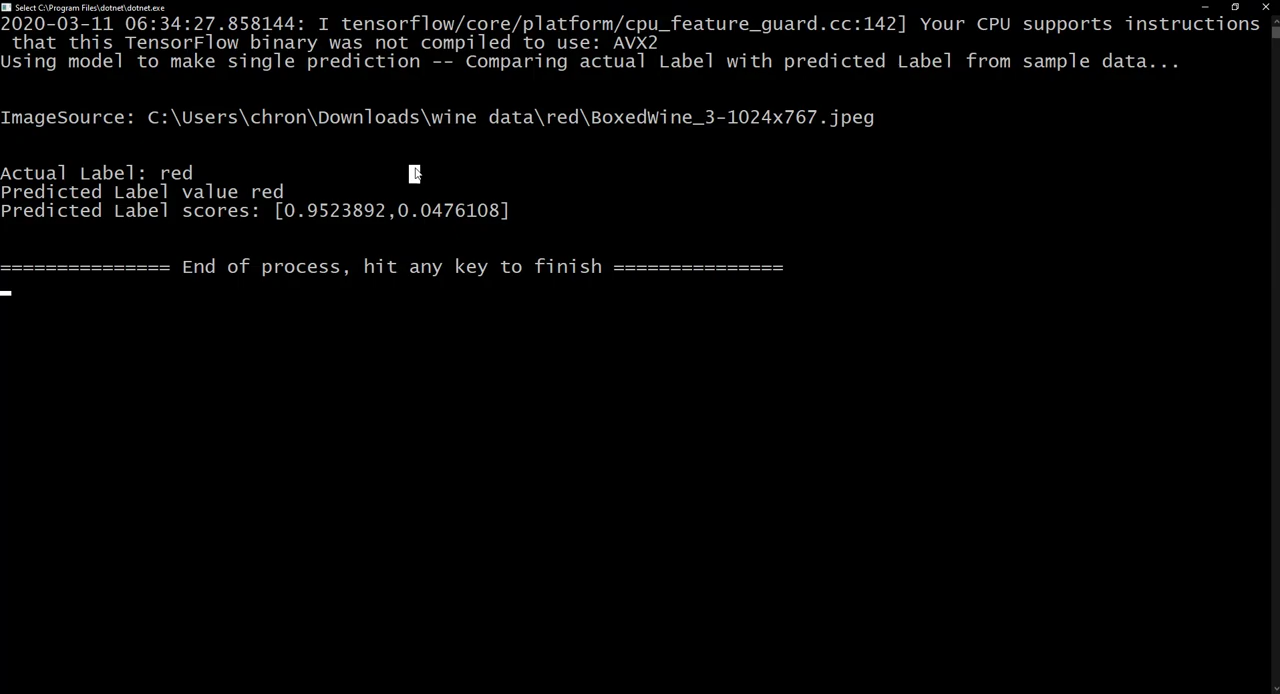 Select C:\Program Files\dotnet\dotnet.exe
2020-03-11 06:34:27.858144: I tensorflow/core/platform/cpu_feature_guard.cc:142] Your CPU supports instructions
that this TensorFlow binary was not compiled to use: AVX2
Using model to make single prediction -- Comparing actual Label with predicted Label from sample data...
ImageSource: C:\Users\chron\Downloads\wine data\red\BoxedWine_3-1024x767.jpeg
Actual Label: red
Predicted Label value red
Predicted Label scores: [0.9523892,0.0476108]
=============== End of process, hit any key to finish ===============